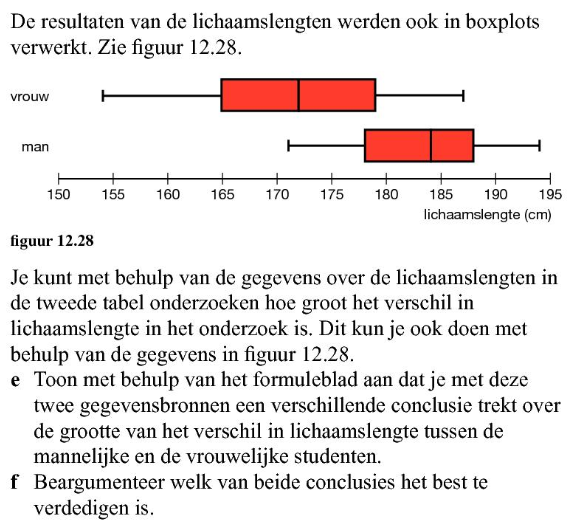 De resultaten van de lichaamslengten werden ook in boxplots
verwerkt. Zie figuur 12.28.
vrouw
man
150 155 160 165 170 175 180 185 190 195
lichaamslengte (cm)
figuur 12.28
Je kunt met behulp van de gegevens over de lichaamslengten in
de tweede tabel onderzoeken hoe groot het verschil in
lichaamslengte in het onderzoek is. Dit kun je ook doen met
behulp van de gegevens in figuur 12.28.
e Toon met behulp van het formuleblad aan dat je met deze
twee gegevensbronnen een verschillende conclusie trekt over
de grootte van het verschil in lichaamslengte tussen de
mannelijke en de vrouwelijke studenten.
f Beargumenteer welk van beide conclusies het best te
verdedigen is.